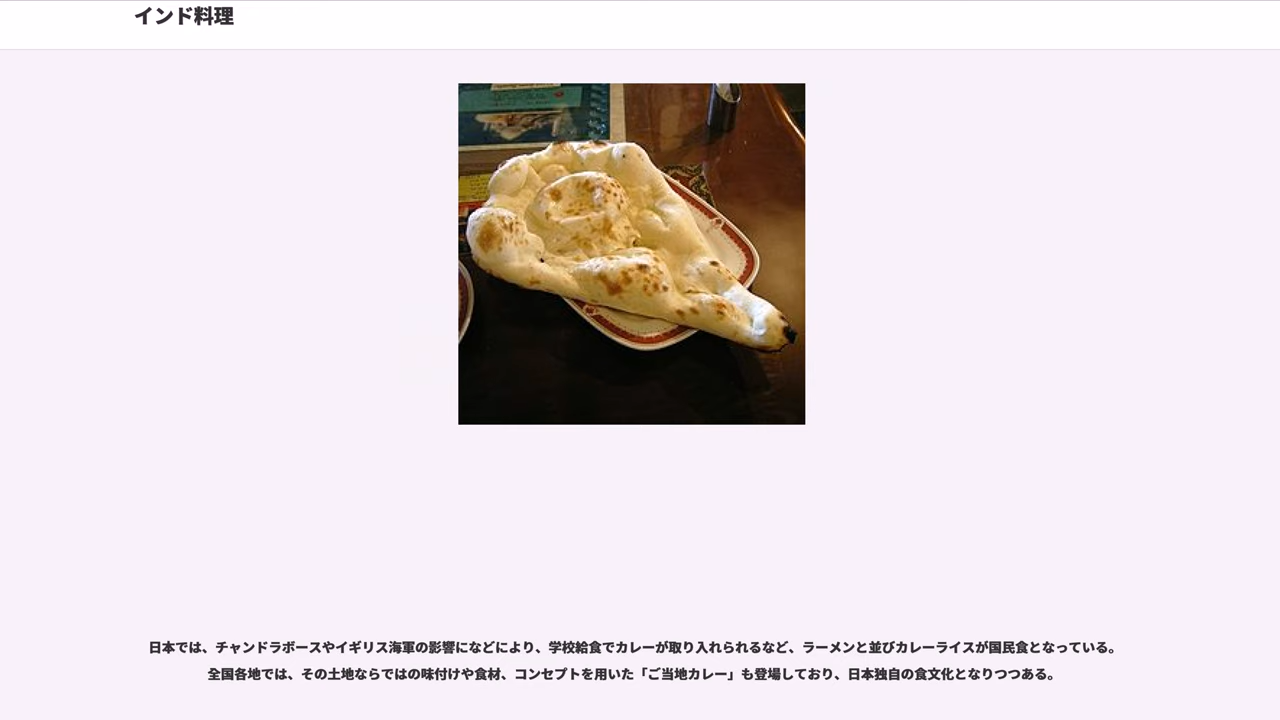 インド料理
日本では、チャンドラボースやイギリス海軍の影響になどにより、学校給食でカレーが取り入れられるなど、ラーメンと並びカレーライスが国民食となっている。
全国各地では、その土地ならではの味付けや食材、コンセプトを用いた「ご当地カレー」も登場しており、日本独自の食文化となりつつある。